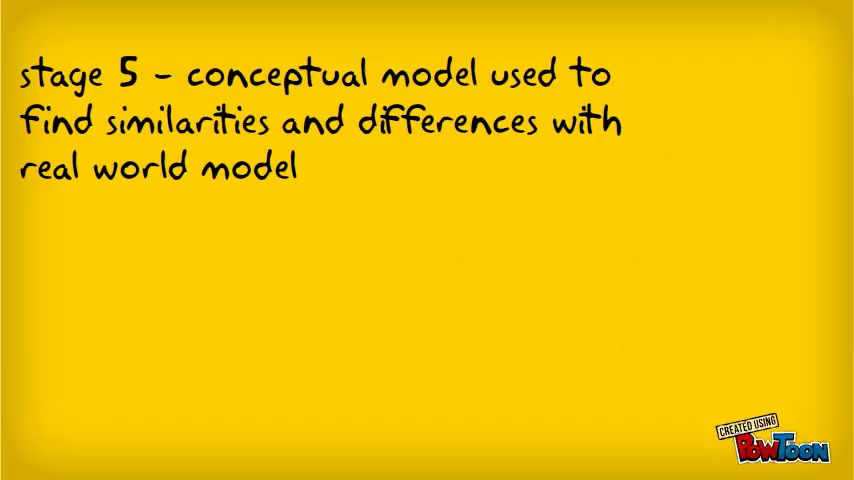 stage 5 - conceptual model used to
find similarities and differences with
real world model
CREATED USING
POWTOON